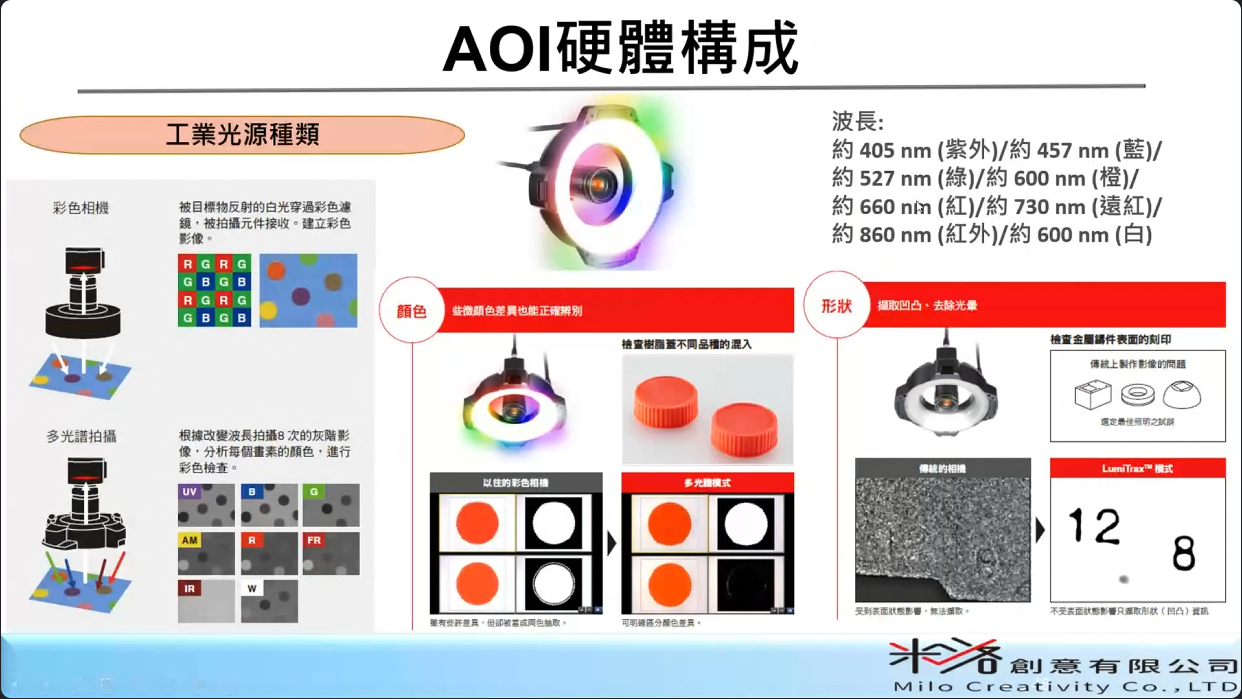 AOI硬體構成
工業光源種類
波長:
約 405 nm (紫外)/約 457 nm (藍)/
約 527 nm (綠)/約 600 nm (橙)/
約 660 nm (紅)/約 730 nm (遠紅)/
約 860 nm (紅外)/約 600 nm (白)
彩色相機
被目標物反射的白光穿過彩色濾
鏡，被拍攝元件接收。建立彩色
影像。
R G R G
G B G B
R G R G
G B G B
多光譜拍攝
根據改變波長拍攝8 次的灰階影
像，分析每個畫素的顏色，進行
彩色檢查。
UV B G
AM R FR
IR W
顏色
些微顏色差異也能正確辨別
檢查樹脂蓋不同品種的混入
以往的彩色相機
多光譜模式
雖有些許差異，但卻被當成同色抽取。
可明確區分顏色差異。
形狀
擷取凹凸、去除光暈
檢查金屬鑄件表面的刻印
傳統上製作影像的問題
選定最佳照明之試誤
傳統的相機
LumiTrax™ 模式
12
8
受到表面狀態影響，無法擷取。
不受表面狀態影響只擷取形狀（凹凸）資訊
米洛創意有限公司
Milo Creativity Co.,LTD